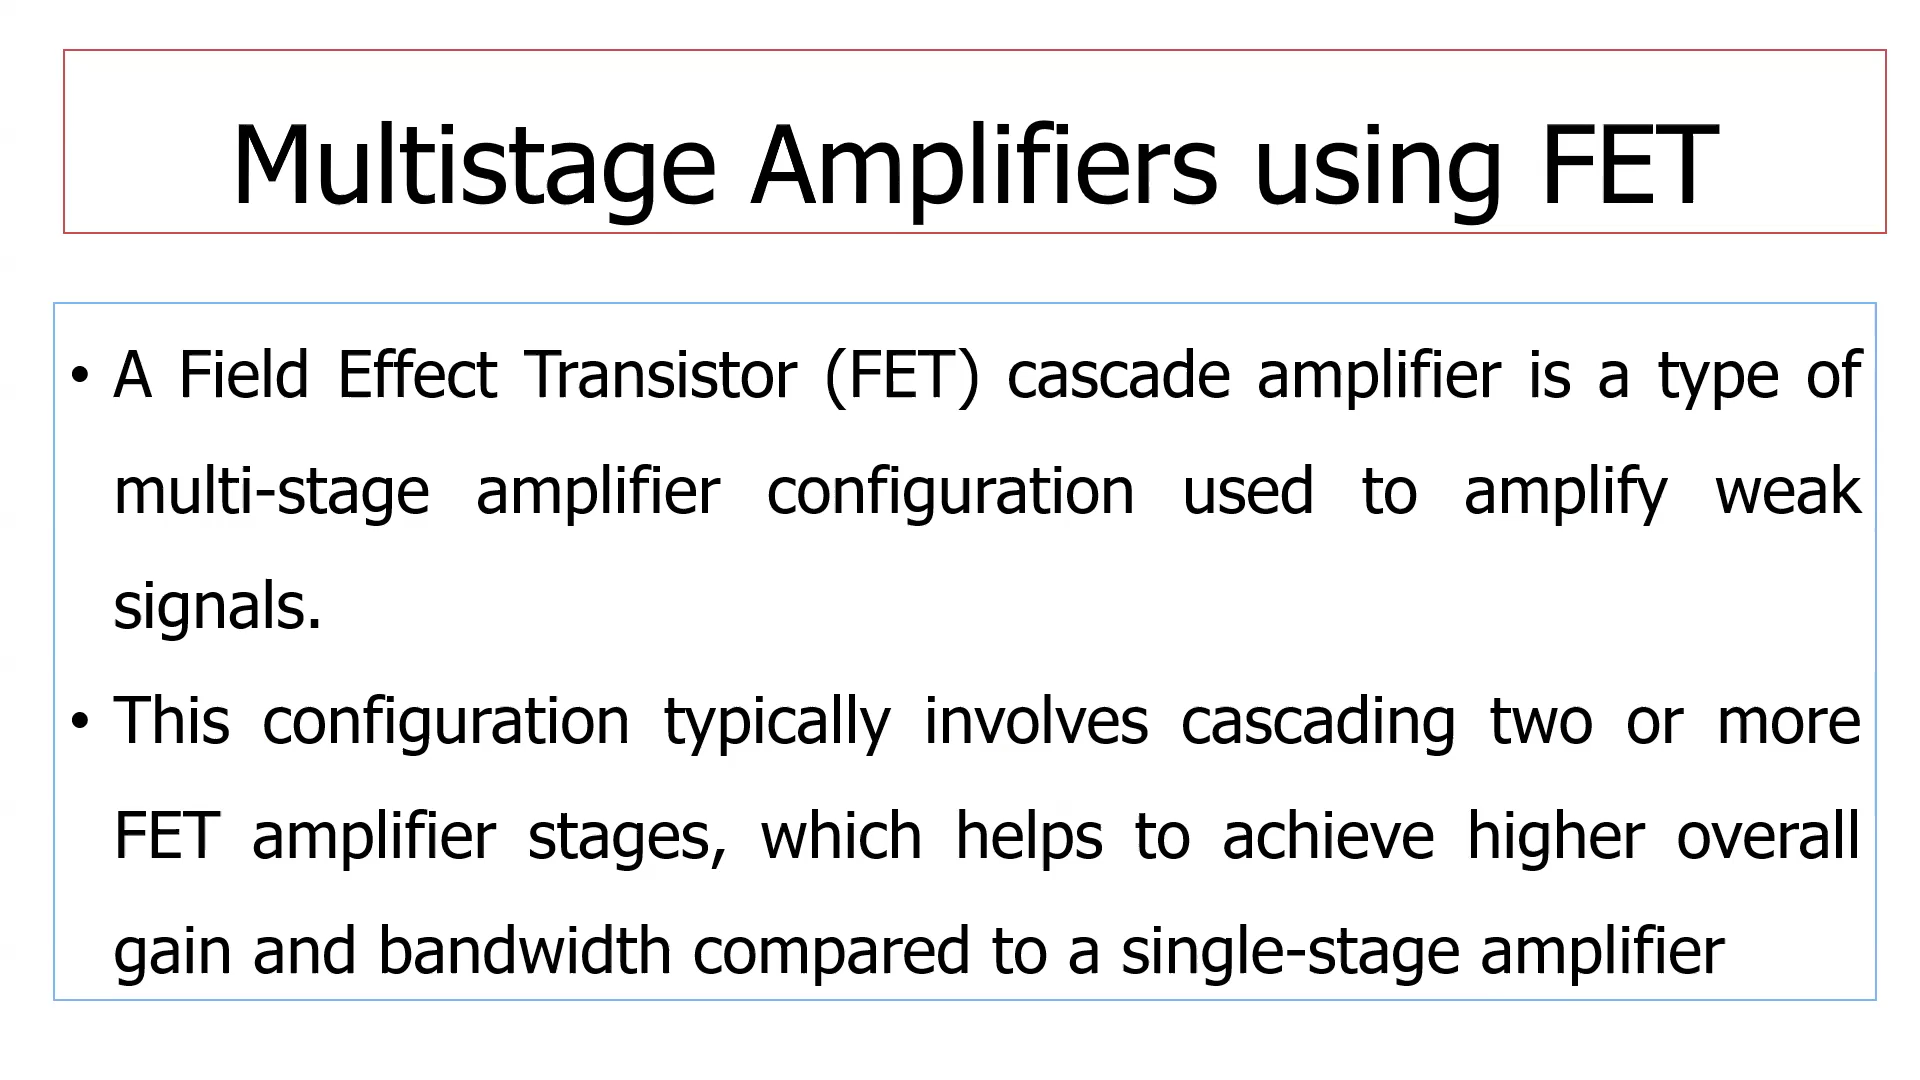 Multistage Amplifiers using FET
• A Field Effect Transistor (FET) cascade amplifier is a type of
multi-stage amplifier configuration used to amplify weak
signals.
• This configuration typically involves cascading two or more
FET amplifier stages, which helps to achieve higher overall
gain and bandwidth compared to a single-stage amplifier